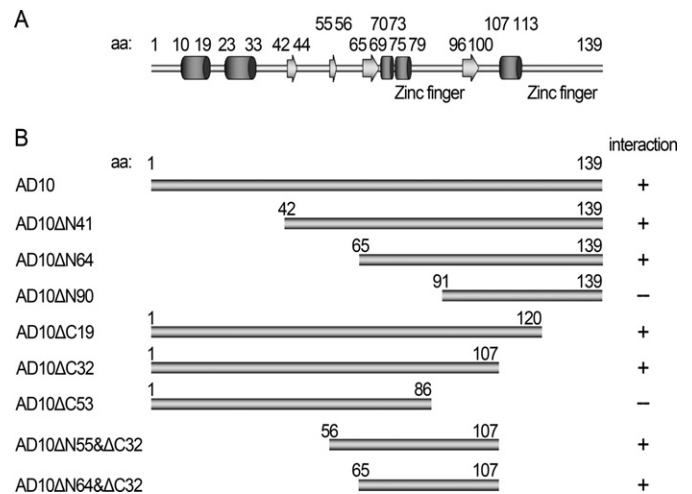 A
55 56 70 73 107 113
aa: 1 10 19 23 33 42 44 65 69 75 79 96 100 139
Zinc finger Zinc finger
B
interaction
aa: 1 139
AD10 +
42 139
AD10ΔN41 +
65 139
AD10ΔN64 +
91 139
AD10ΔN90 −
1 120
AD10ΔC19 +
1 107
AD10ΔC32 +
1 86
AD10ΔC53 −
56 107
AD10ΔN55&ΔC32 +
65 107
AD10ΔN64&ΔC32 +